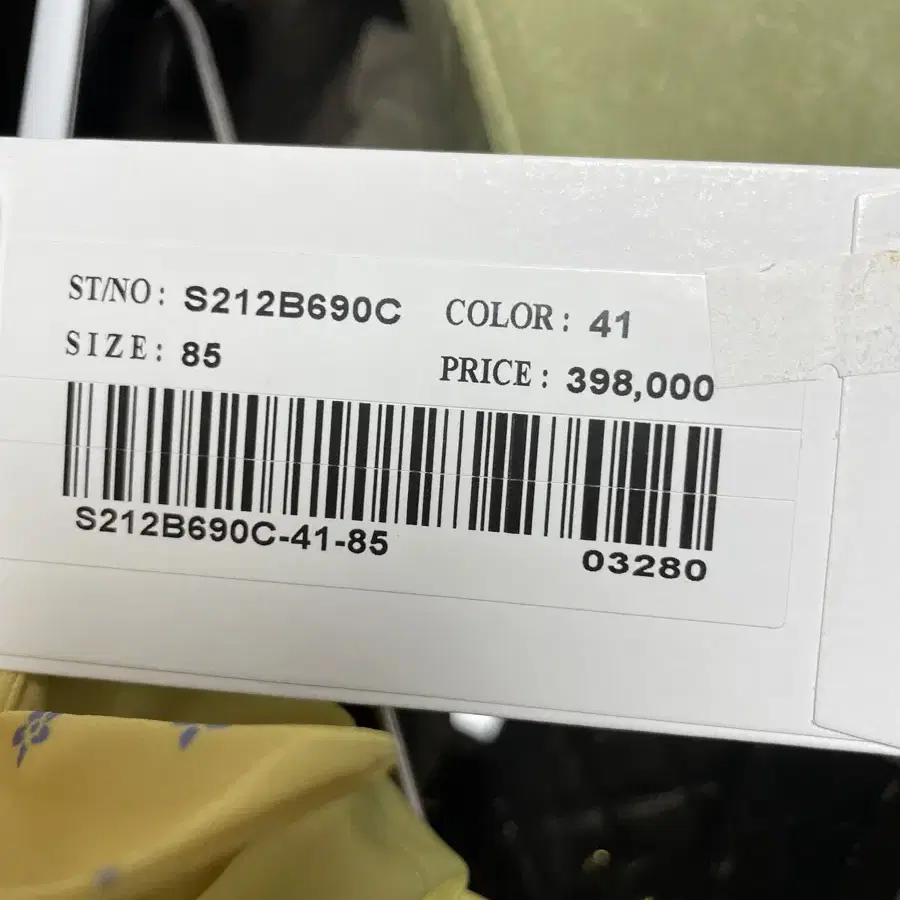 ST/NO: S212B690C COLOR: 41
SIZE: 85 PRICE: 398,000
S212B690C-41-85 03280